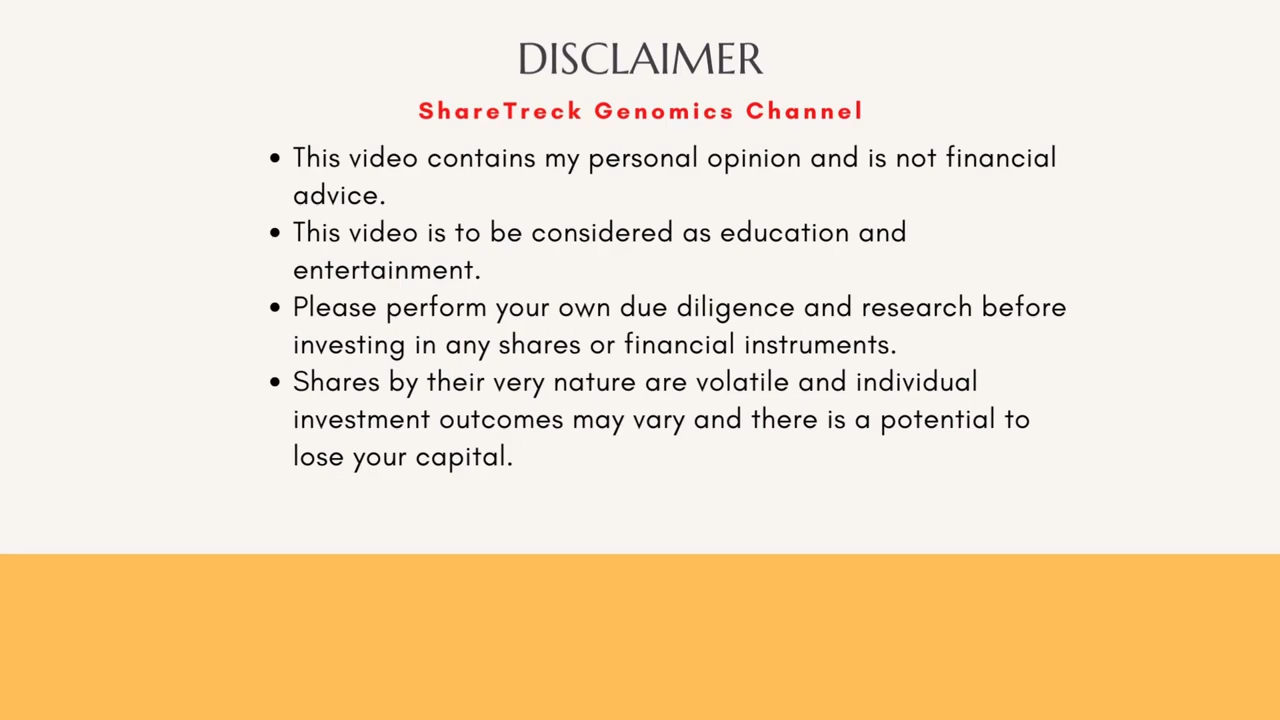 DISCLAIMER
ShareTreck Genomics Channel
• This video contains my personal opinion and is not financial
advice.
• This video is to be considered as education and
entertainment.
• Please perform your own due diligence and research before
investing in any shares or financial instruments.
• Shares by their very nature are volatile and individual
investment outcomes may vary and there is a potential to
lose your capital.